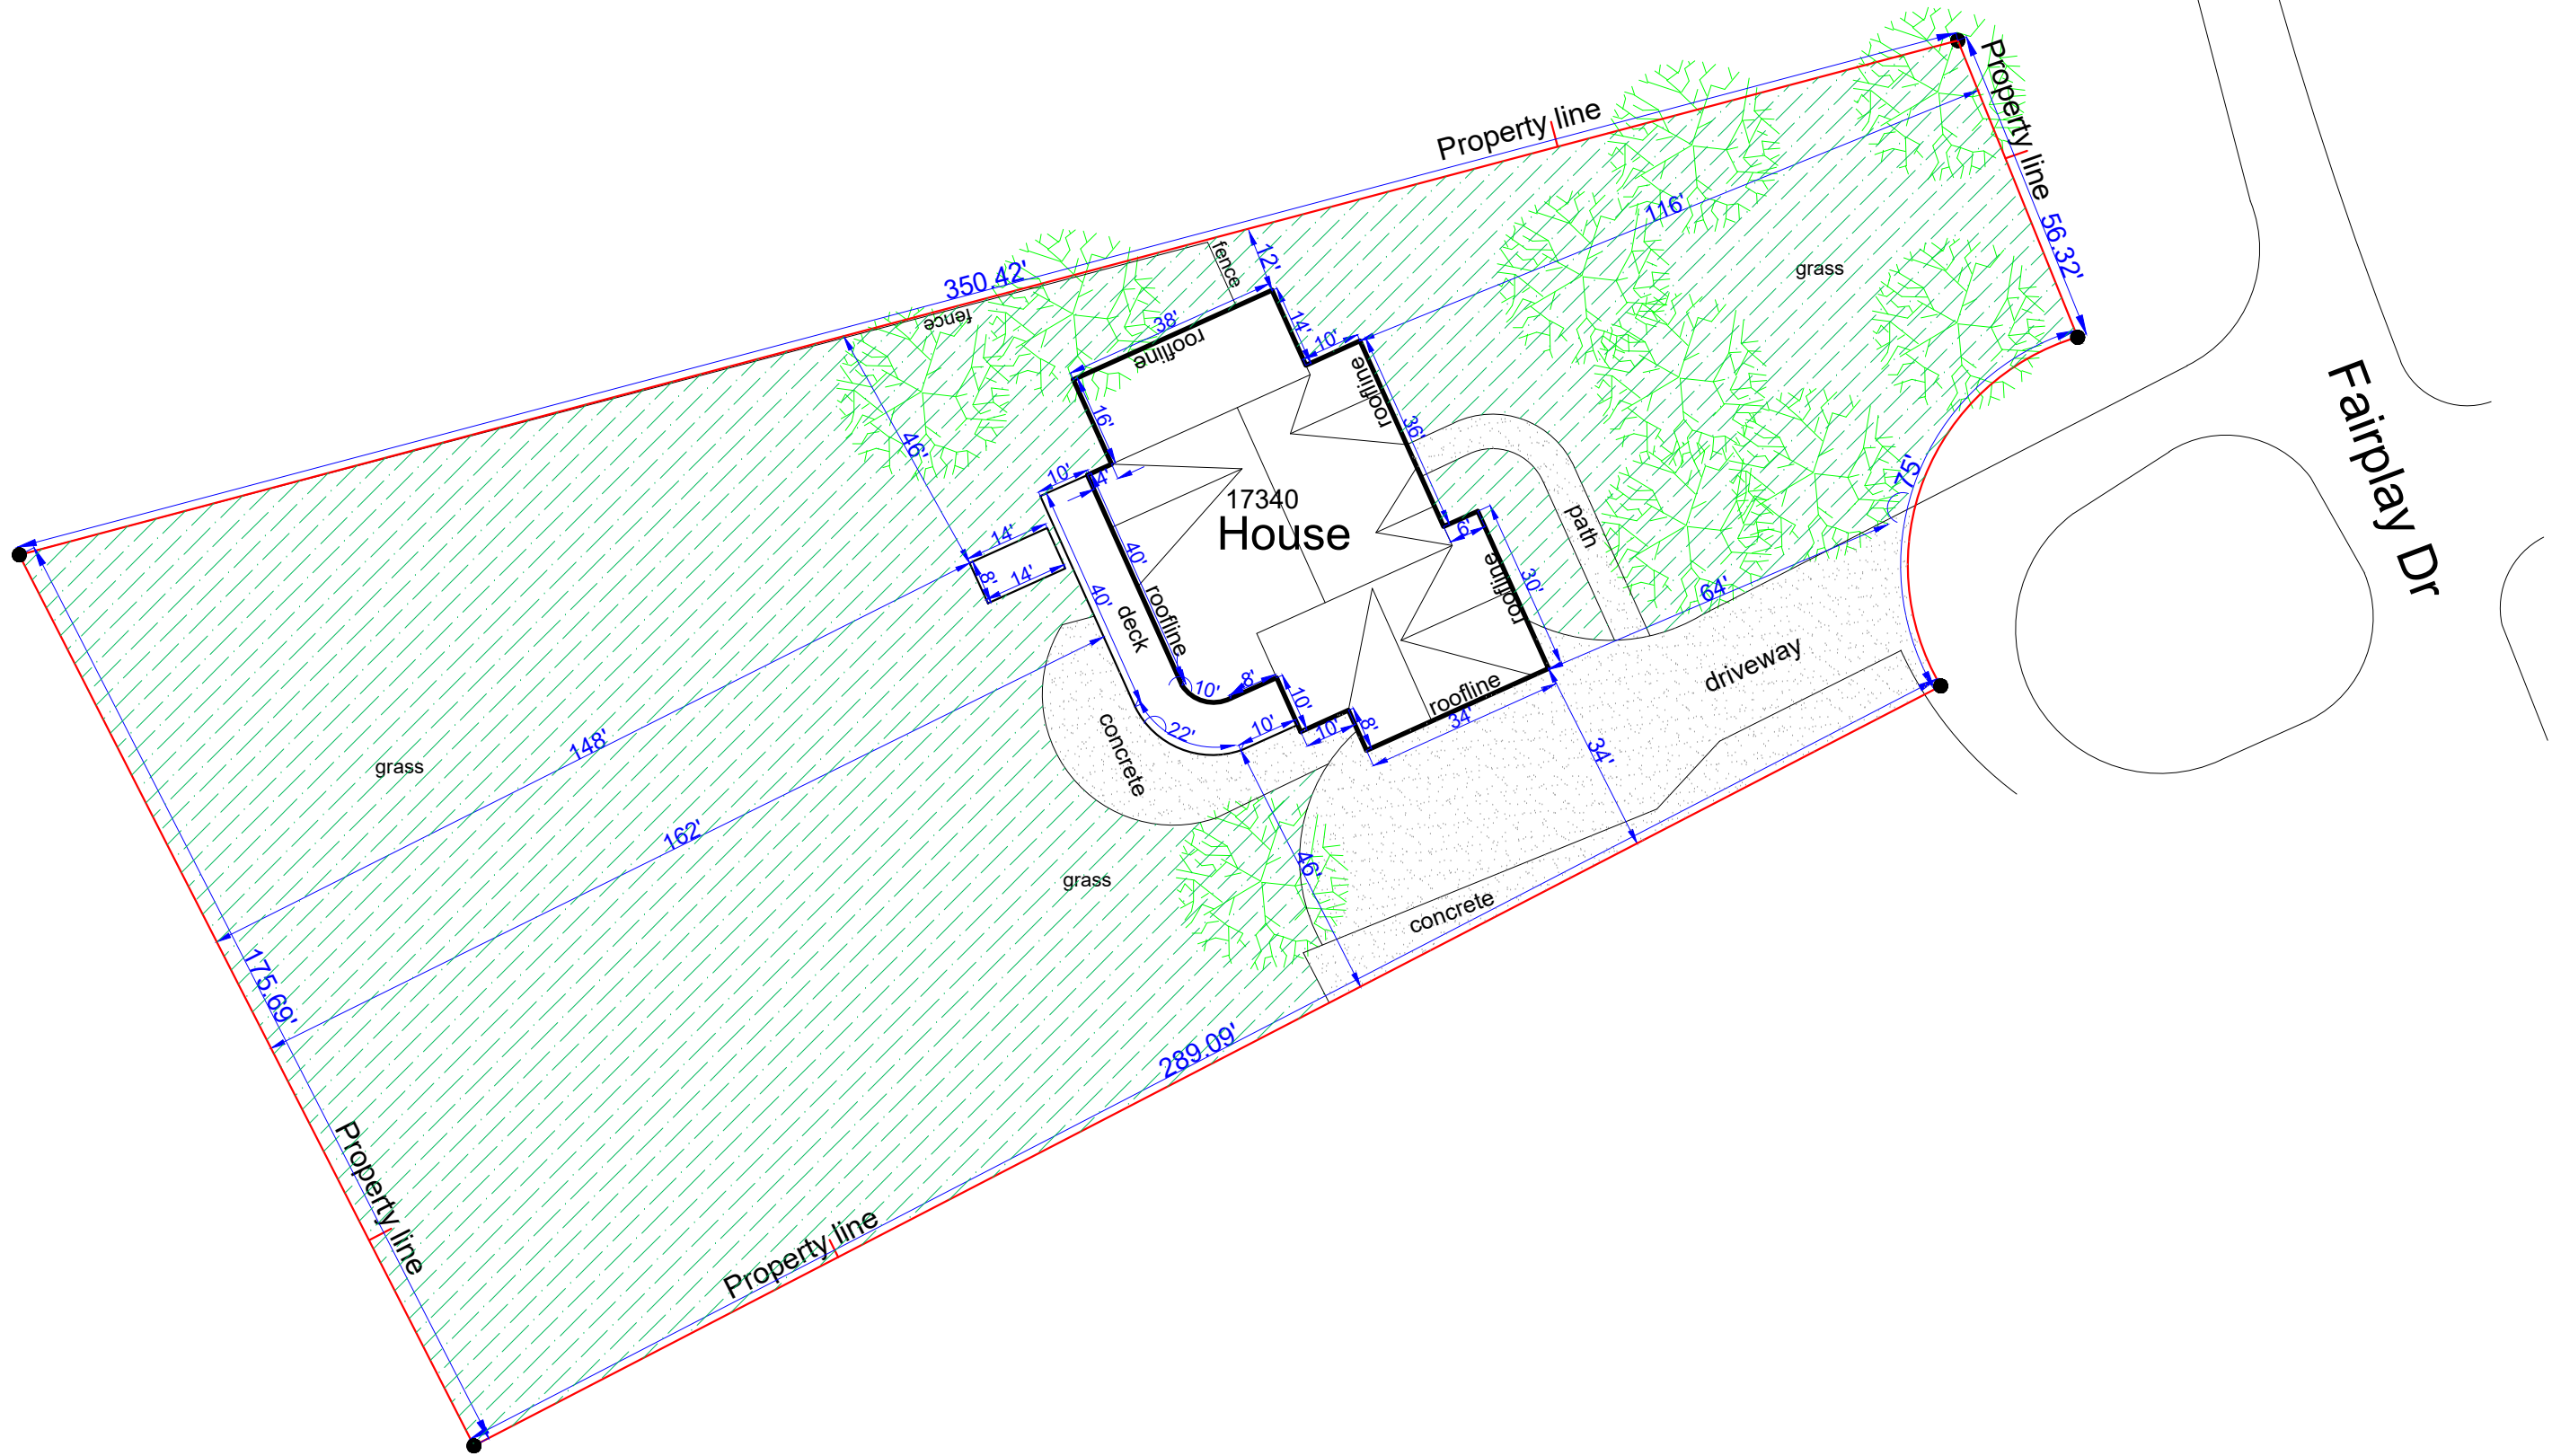 Property line
Property line
350.42'
56.32'
116'
12'
fence
fence
grass
38'
roofline
14'
10'
roofline
36'
16'
46'
10'
4'
14'
8'
14'
17340
House
40'
40'
deck
roofline
6'
roofline
30'
path
75'
64'
Fairplay Dr
driveway
10'
8'
10'
22'
10'
10'
8'
roofline
34'
34'
concrete
148'
grass
162'
grass
46'
concrete
175.69'
289.09'
Property line
Property line